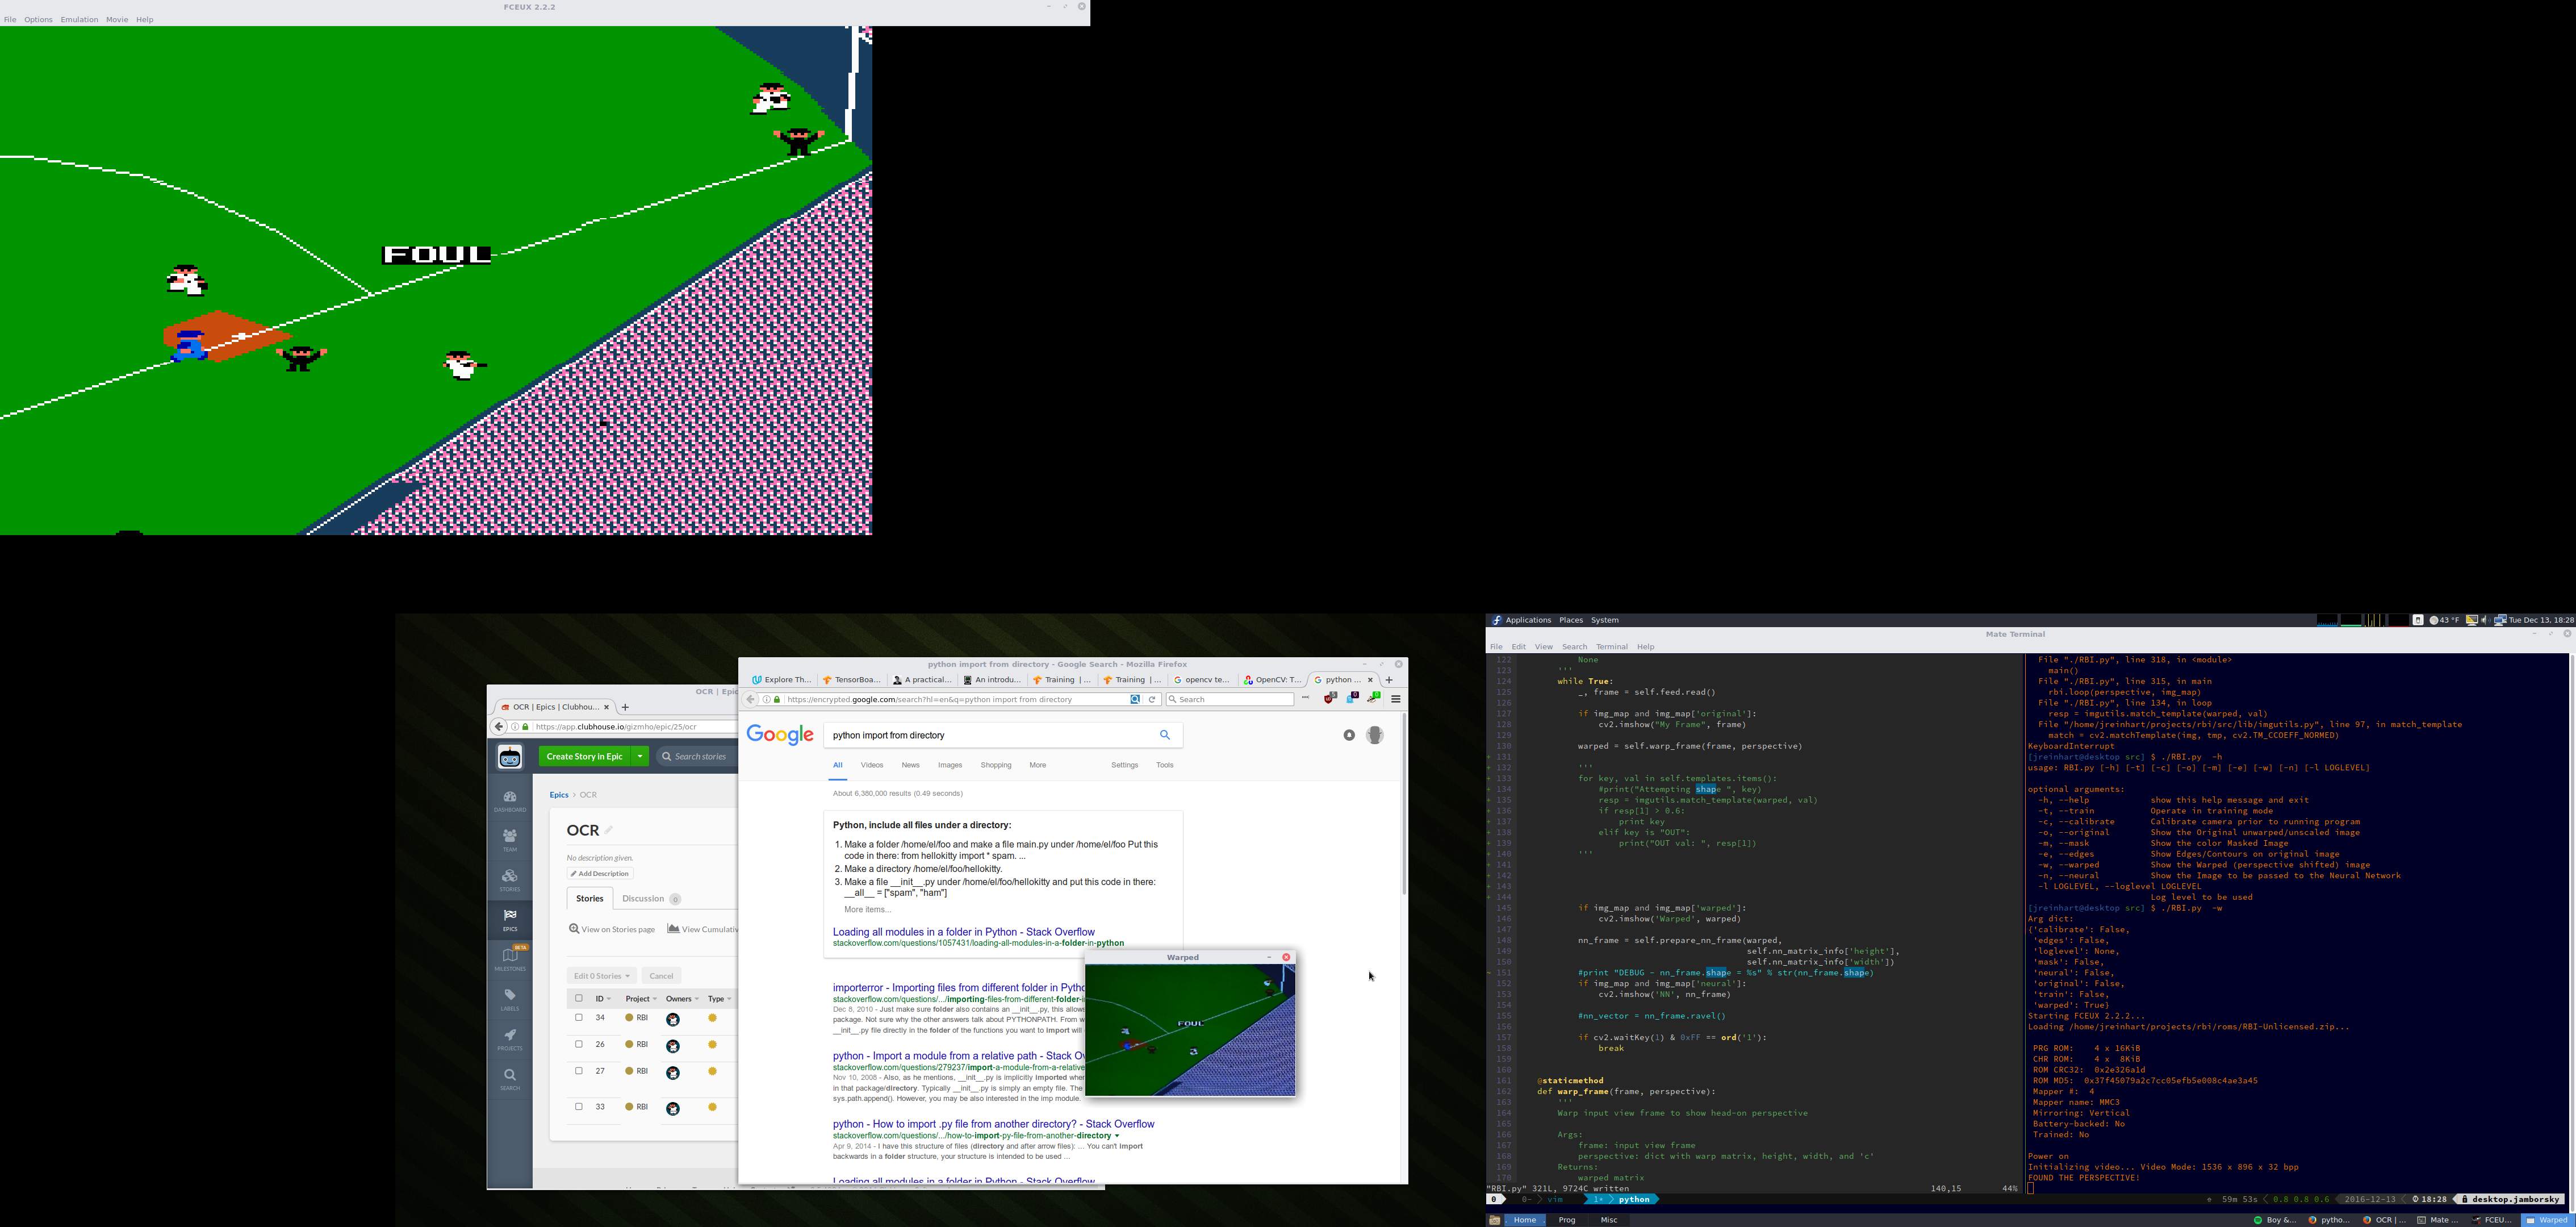 FCEUX 2.2.2
File Options Emulation Movie Help
FOUL
OCR | Epic
OCR | Epics | Clubhou...
https://app.clubhouse.io/gizmho/epic/25/ocr
Create Story in Epic
Search stories
DASHBOARD
TEAM
STORIES
EPICS
BETA
MILESTONES
LABELS
PROJECTS
SEARCH
Epics > OCR
OCR
No description given.
Add Description
Stories Discussion 0
View on Stories page View Cumulativ
Edit 0 Stories Cancel
ID Project Owners Type
34 RBI
26 RBI
27 RBI
33 RBI
python import from directory - Google Search - Mozilla Firefox
Explore Th... TensorBoa... A practical... An introdu... Training | ... Training | ... opencv te... OpenCV: T... python ...
https://encrypted.google.com/search?hl=en&q=python import from directory
Search
Google
python import from directory
All Videos News Images Shopping More Settings Tools
About 6,380,000 results (0.49 seconds)
Python, include all files under a directory:
1. Make a folder /home/el/foo and make a file main.py under /home/el/foo Put this
code in there: from hellokitty import * spam. ...
2. Make a directory /home/el/foo/hellokitty.
3. Make a file __init__.py under /home/el/foo/hellokitty and put this code in there:
__all__ = ["spam", "ham"]
More items...
Loading all modules in a folder in Python - Stack Overflow
stackoverflow.com/questions/1057431/loading-all-modules-in-a-folder-in-python
importerror - Importing files from different folder in Pytho
stackoverflow.com/questions/.../importing-files-from-different-folder-i
Dec 8, 2010 - Just make sure folder also contains an __init__.py, this allows
package. Not sure why the other answers talk about PYTHONPATH. From w
__init__.py file directly in the folder of the functions you want to import will
python - Import a module from a relative path - Stack Ov
stackoverflow.com/questions/279237/import-a-module-from-a-relative
Nov 10, 2008 - Also, as he mentions, __init__.py is implicitly Imported when
in that package/directory. Typically __init__.py is simply an empty file. The
sys.path.append(). However, you may be also interested in the imp module.
python - How to import .py file from another directory? - Stack Overflow
stackoverflow.com/questions/.../how-to-import-py-file-from-another-directory
Apr 9, 2014 - I have this structure of files (directory and after arrow files): ... You can't Import
backwards in a folder structure, your structure is intended to be used ...
Loading all modules in a folder in Python - Stack Overflow
Warped
FOUL
Applications Places System
43 °F Tue Dec 13, 18:28
Mate Terminal
File Edit View Search Terminal Help
122 None
123 '''
124 while True:
125 _, frame = self.feed.read()
126
127 if img_map and img_map['original']:
128 cv2.imshow("My Frame", frame)
129
130 warped = self.warp_frame(frame, perspective)
131
132 '''
133 for key, val in self.templates.items():
134 #print("Attempting shape ", key)
135 resp = imgutils.match_template(warped, val)
136 if resp[1] > 0.6:
137 print key
138 elif key is "OUT":
139 print("OUT val: ", resp[1])
140 '''
141
142
143
144
145 if img_map and img_map['warped']:
146 cv2.imshow('Warped', warped)
147
148 nn_frame = self.prepare_nn_frame(warped,
149 self.nn_matrix_info['height'],
150 self.nn_matrix_info['width'])
151 #print "DEBUG - nn_frame.shape = %s" % str(nn_frame.shape)
152 if img_map and img_map['neural']:
153 cv2.imshow('NN', nn_frame)
154
155 #nn_vector = nn_frame.ravel()
156
157 if cv2.waitKey(1) & 0xFF == ord('1'):
158 break
159
160
161 @staticmethod
162 def warp_frame(frame, perspective):
163 '''
164 Warp input view frame to show head-on perspective
165
166 Args:
167 frame: input view frame
168 perspective: dict with warp matrix, height, width, and 'c'
169 Returns:
170 warped matrix
"RBI.py" 321L, 9724C written 140,15 44%
File "./RBI.py", line 318, in <module>
main()
File "./RBI.py", line 315, in main
rbi.loop(perspective, img_map)
File "./RBI.py", line 134, in loop
resp = imgutils.match_template(warped, val)
File "/home/jreinhart/projects/rbi/src/lib/imgutils.py", line 97, in match_template
match = cv2.matchTemplate(img, tmp, cv2.TM_CCOEFF_NORMED)
KeyboardInterrupt
[jreinhart@desktop src] $ ./RBI.py -h
usage: RBI.py [-h] [-t] [-c] [-o] [-m] [-e] [-w] [-n] [-l LOGLEVEL]
optional arguments:
-h, --help show this help message and exit
-t, --train Operate in training mode
-c, --calibrate Calibrate camera prior to running program
-o, --original Show the Original unwarped/unscaled image
-m, --mask Show the color Masked Image
-e, --edges Show Edges/Contours on original image
-w, --warped Show the Warped (perspective shifted) image
-n, --neural Show the Image to be passed to the Neural Network
-l LOGLEVEL, --loglevel LOGLEVEL
Log level to be used
[jreinhart@desktop src] $ ./RBI.py -w
Arg dict:
{'calibrate': False,
'edges': False,
'loglevel': None,
'mask': False,
'neural': False,
'original': False,
'train': False,
'warped': True}
Starting FCEUX 2.2.2...
Loading /home/jreinhart/projects/rbi/roms/RBI-Unlicensed.zip...
PRG ROM: 4 x 16KiB
CHR ROM: 4 x 8KiB
ROM CRC32: 0x2e326a1d
ROM MD5: 0x37f45079a2c7cc05efb5e008c4ae3a45
Mapper #: 4
Mapper name: MMC3
Mirroring: Vertical
Battery-backed: No
Trained: No
Power on
Initializing video... Video Mode: 1536 x 896 x 32 bpp
FOUND THE PERSPECTIVE!
0 0- vim 1* python 59m 53s 0.8 0.8 0.6 2016-12-13 18:28 desktop.jamborsky
Home Prog Misc Boy &... pytho... OCR | ... Mate ... FCEU... Warped